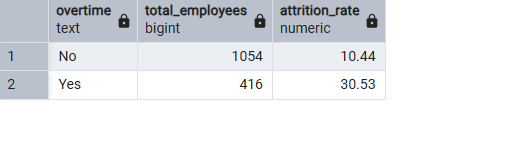 overtime total_employees attrition_rate
text bigint numeric
1 No 1054 10.44
2 Yes 416 30.53